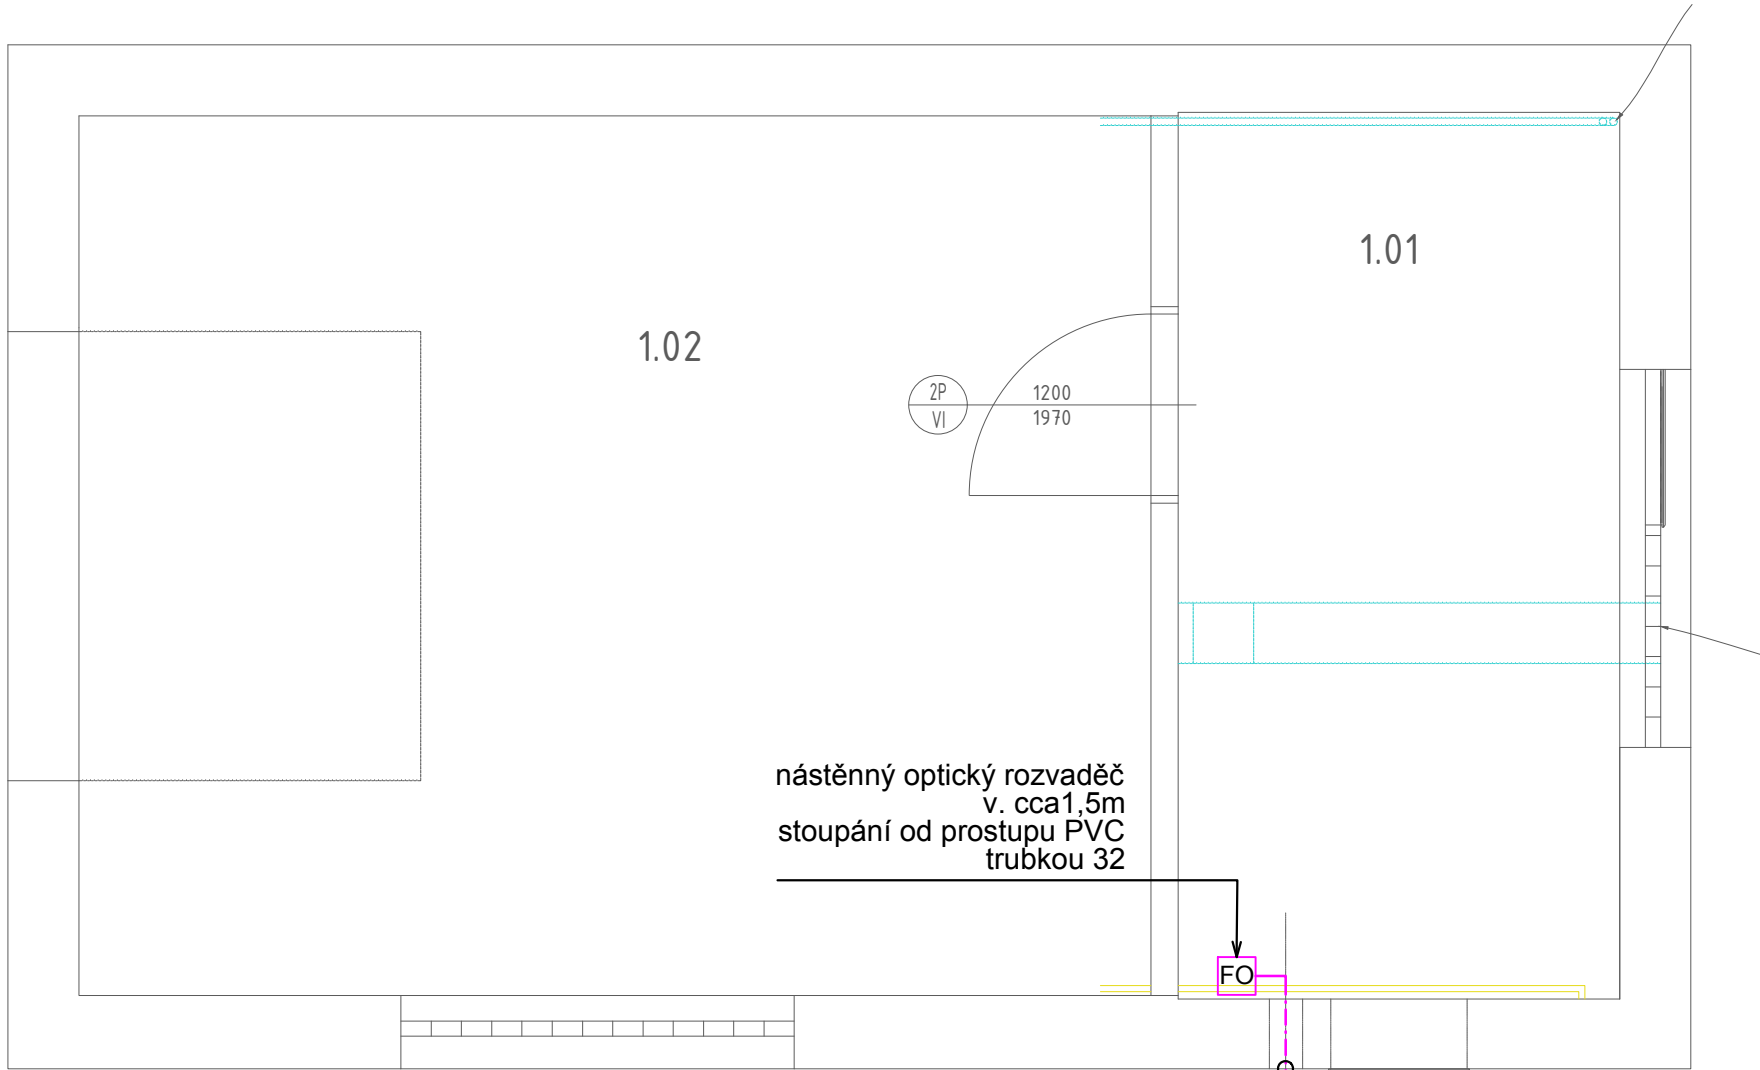 1.01
1.02
2P
VI
1200
1970
nástěnný optický rozvaděč
v. cca1,5m
stoupání od prostupu PVC
trubkou 32
FO